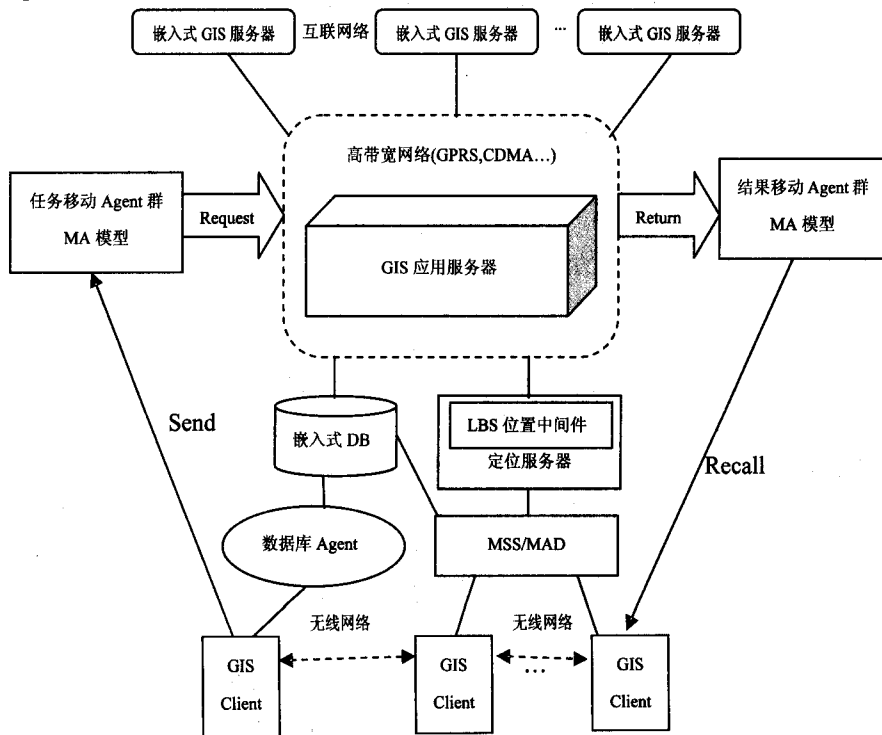 嵌入式 GIS 服务器
互联网络
嵌入式 GIS 服务器
...
嵌入式 GIS 服务器
高带宽网络(GPRS,CDMA…)
任务移动 Agent 群
MA 模型
Request
GIS 应用服务器
Return
结果移动 Agent 群
MA 模型
Send
嵌入式 DB
LBS 位置中间件
定位服务器
Recall
数据库 Agent
MSS/MAD
无线网络
无线网络
...
GIS
Client
GIS
Client
GIS
Client